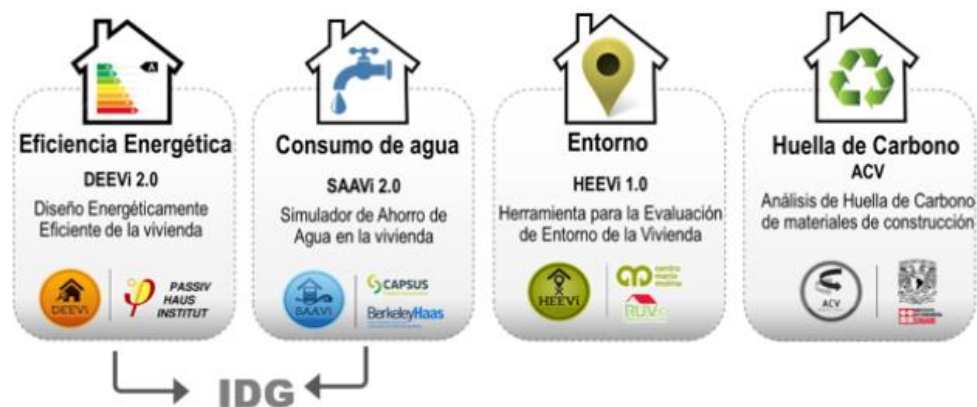 A
Eficiencia Energética
DEEVi 2.0
Diseño Energéticamente
Eficiente de la vivienda
DEEVi
PASSIV
HAUS
INSTITUT
Consumo de agua
SAAVi 2.0
Simulador de Ahorro de
Agua en la vivienda
SAAVi
CAPSUS
BerkeleyHaas
Entorno
HEEVi 1.0
Herramienta para la Evaluación
de Entorno de la Vivienda
HEEVi
centro
mario
molina
RUV
Huella de Carbono
ACV
Análisis de Huella de Carbono
de materiales de construcción
ACV
IDG